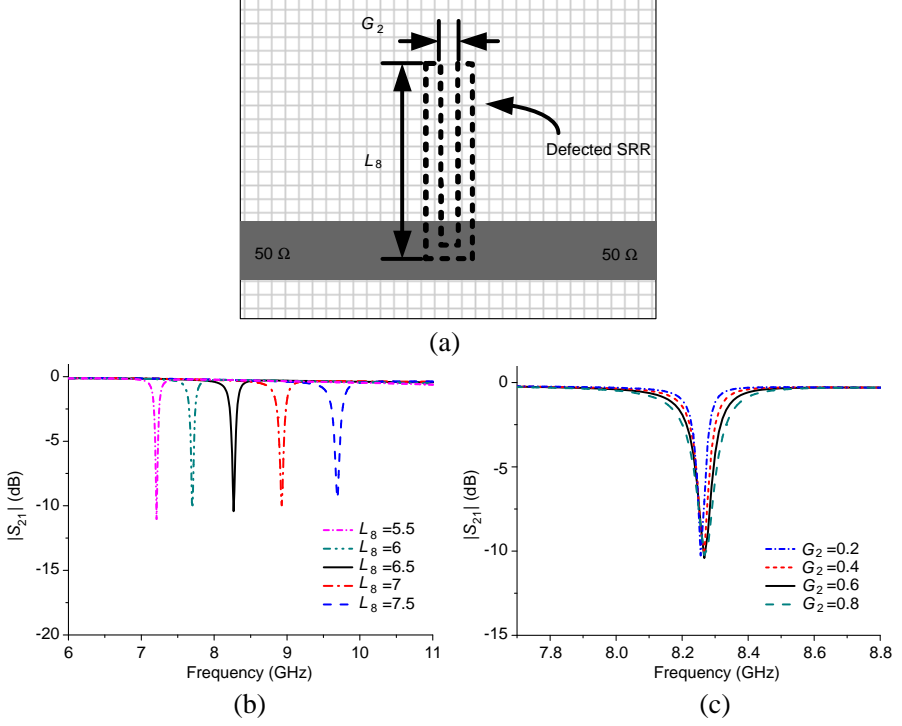 G2
L8
Defected SRR
50 Ω
50 Ω
(a)
0
-5
-10
-15
-20
|S21| (dB)
L8 =5.5
L8 =6
L8 =6.5
L8 =7
L8 =7.5
6
7
8
9
10
11
Frequency (GHz)
(b)
0
-5
-10
-15
|S21| (dB)
G2 =0.2
G2 =0.4
G2 =0.6
G2 =0.8
7.8
8.0
8.2
8.4
8.6
8.8
Frequency (GHz)
(c)